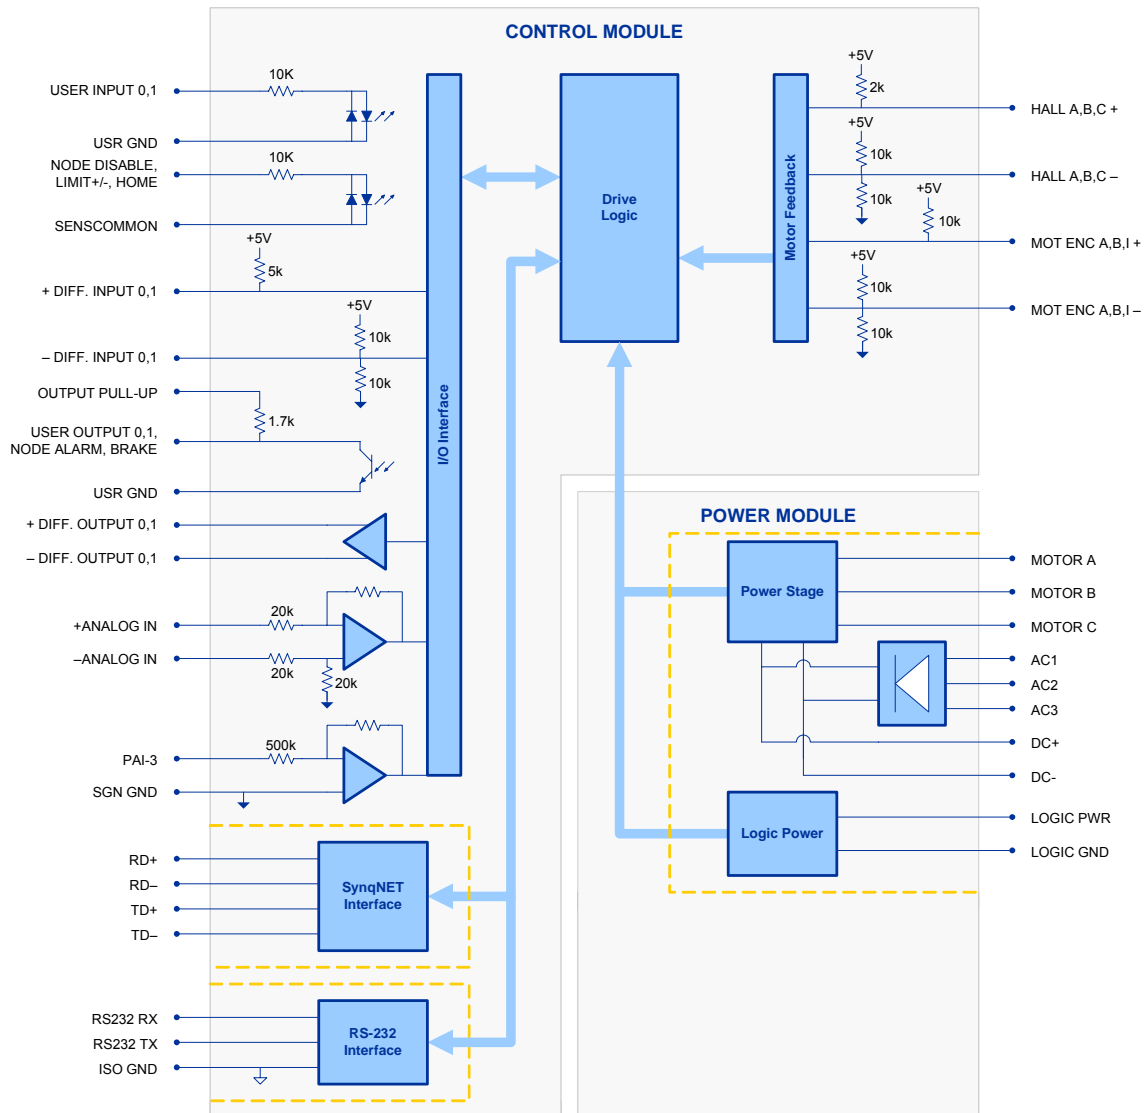 CONTROL MODULE
USER INPUT 0,1
10K
USR GND
NODE DISABLE,
LIMIT+/-, HOME
10K
SENSCOMMON
+5V
5k
+ DIFF. INPUT 0,1
+5V
10k
– DIFF. INPUT 0,1
10k
OUTPUT PULL-UP
1.7k
USER OUTPUT 0,1,
NODE ALARM, BRAKE
USR GND
+ DIFF. OUTPUT 0,1
– DIFF. OUTPUT 0,1
+ANALOG IN
20k
–ANALOG IN
20k
20k
PAI-3
500k
SGN GND
I/O Interface
Drive
Logic
Motor Feedback
+5V
2k
HALL A,B,C +
+5V
10k
HALL A,B,C –
10k
+5V
10k
MOT ENC A,B,I +
+5V
10k
MOT ENC A,B,I –
10k
POWER MODULE
Power Stage
MOTOR A
MOTOR B
MOTOR C
AC1
AC2
AC3
DC+
DC-
Logic Power
LOGIC PWR
LOGIC GND
RD+
RD–
TD+
TD–
SynqNET
Interface
RS232 RX
RS232 TX
ISO GND
RS-232
Interface